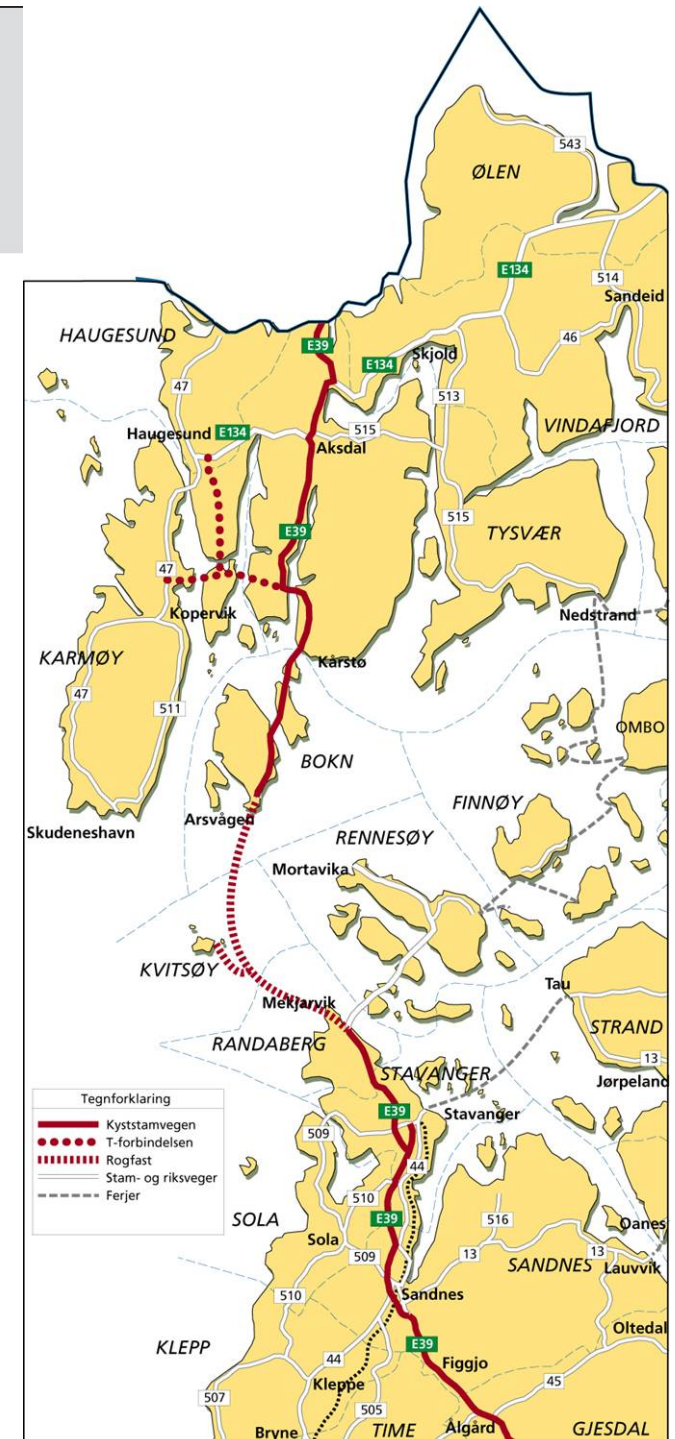 543
ØLEN
E134
514
Sandeid
HAUGESUND
E39
E134
Skjold
46
47
513
Haugesund
E134
515
Aksdal
VINDAFJORD
E39
515
TYSVÆR
47
Kopervik
Nedstrand
KARMØY
Kårstø
47
511
OMBO
BOKN
Skudeneshavn
Arsvågen
FINNØY
RENNESØY
Mortavika
KVITSØY
Tau
Mekjarvik
RANDABERG
STRAND
13
STAVANGER
Jørpeland
E39
Stavanger
Tegnforklaring
Kyststamvegen
T-forbindelsen
Rogfast
Stam- og riksveger
Ferjer
509
44
510
SOLA
E39
516
Oanes
Sola
509
13
SANDNES
13
Lauvvik
510
Sandnes
Oltedal
KLEPP
44
E39
Figgjo
Kleppe
45
507
505
Bryne
TIME
Ålgård
GJESDAL